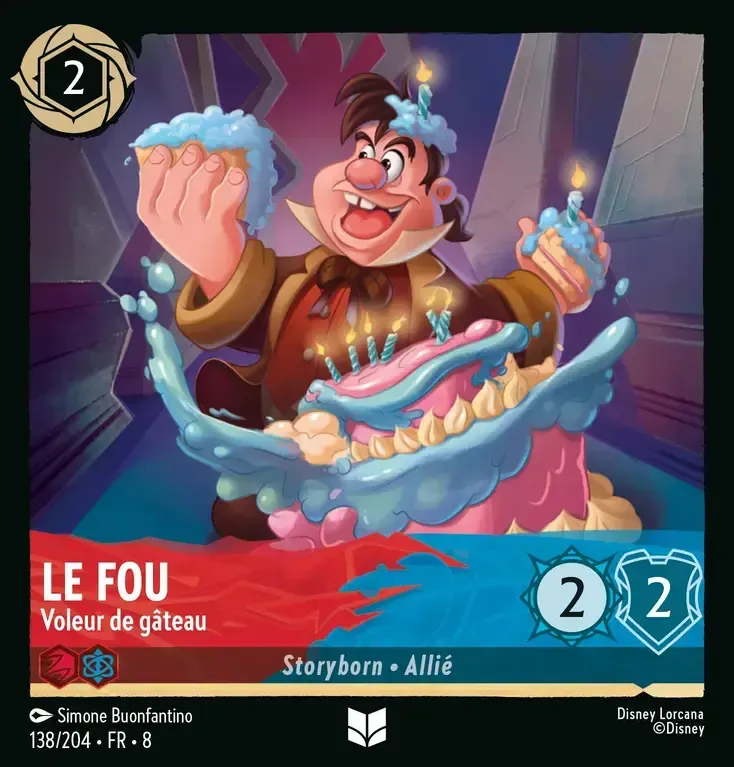 2
LE FOU
Voleur de gâteau
2
2
Storyborn • Allié
Simone Buonfantino
138/204 • FR • 8
Disney Lorcana
©Disney